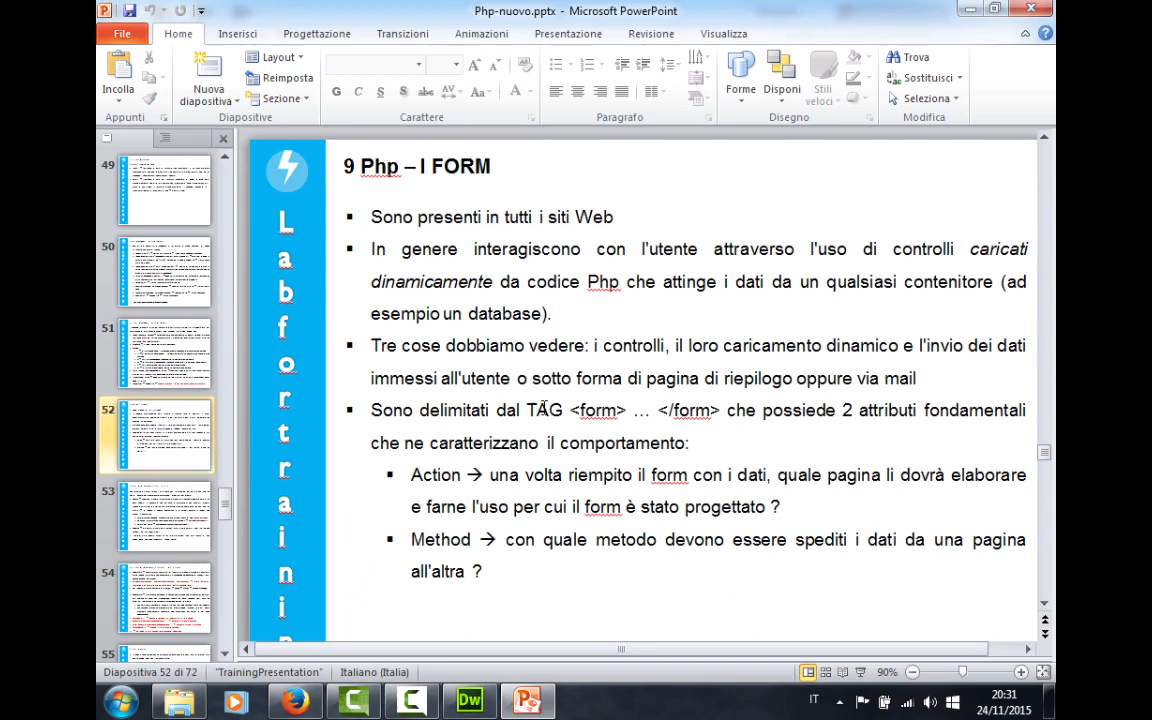 Php-nuovo.pptx - Microsoft PowerPoint
File Home Inserisci Progettazione Transizioni Animazioni Presentazione Revisione Visualizza
Incolla
Nuova
diapositiva
Layout
Reimposta
Sezione
G C S S abc AV Aa A
Forme
Disponi
Stili
veloci
Trova
Sostituisci
Seleziona
Appunti Diapositive Carattere Paragrafo Disegno Modifica
49
50
51
52
53
54
55
L
a
b
f
o
r
t
r
a
i
n
i
9 Php – I FORM
▪ Sono presenti in tutti i siti Web
▪ In genere interagiscono con l'utente attraverso l'uso di controlli caricati
dinamicamente da codice Php che attinge i dati da un qualsiasi contenitore (ad
esempio un database).
▪ Tre cose dobbiamo vedere: i controlli, il loro caricamento dinamico e l'invio dei dati
immessi all'utente o sotto forma di pagina di riepilogo oppure via mail
▪ Sono delimitati dal TAG <form> … </form> che possiede 2 attributi fondamentali
che ne caratterizzano il comportamento:
▪ Action → una volta riempito il form con i dati, quale pagina li dovrà elaborare
e farne l'uso per cui il form è stato progettato ?
▪ Method → con quale metodo devono essere spediti i dati da una pagina
all'altra ?
Diapositiva 52 di 72 "TrainingPresentation" Italiano (Italia) 90%
Dw
IT
20:31
24/11/2015